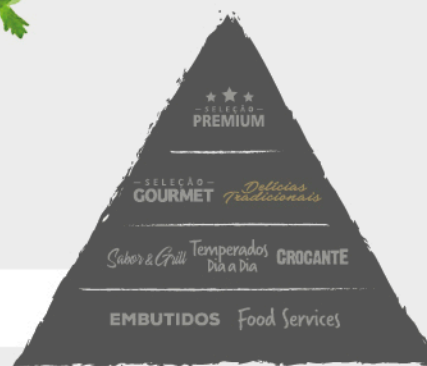 SELEÇÃO
PREMIUM
SELEÇÃO
GOURMET
Delícias
Tradicionais
Sabor & Grill
Temperados
Dia a Dia
CROCANTE
EMBUTIDOS
Food Services